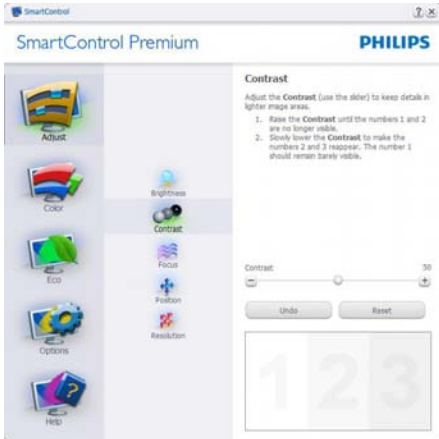 SmartControl
SmartControl Premium
PHILIPS
Adjust
Color
Eco
Options
Help
Brightness
Contrast
Focus
Position
Resolution
Contrast
Adjust the Contrast (use the slider) to keep details in
lighter image areas.
1. Raise the Contrast until the numbers 1 and 2
are no longer visible.
2. Slowly lower the Contrast to make the
numbers 2 and 3 reappear. The number 1
should remain barely visible.
Contrast 50
Undo Reset
1 2 3